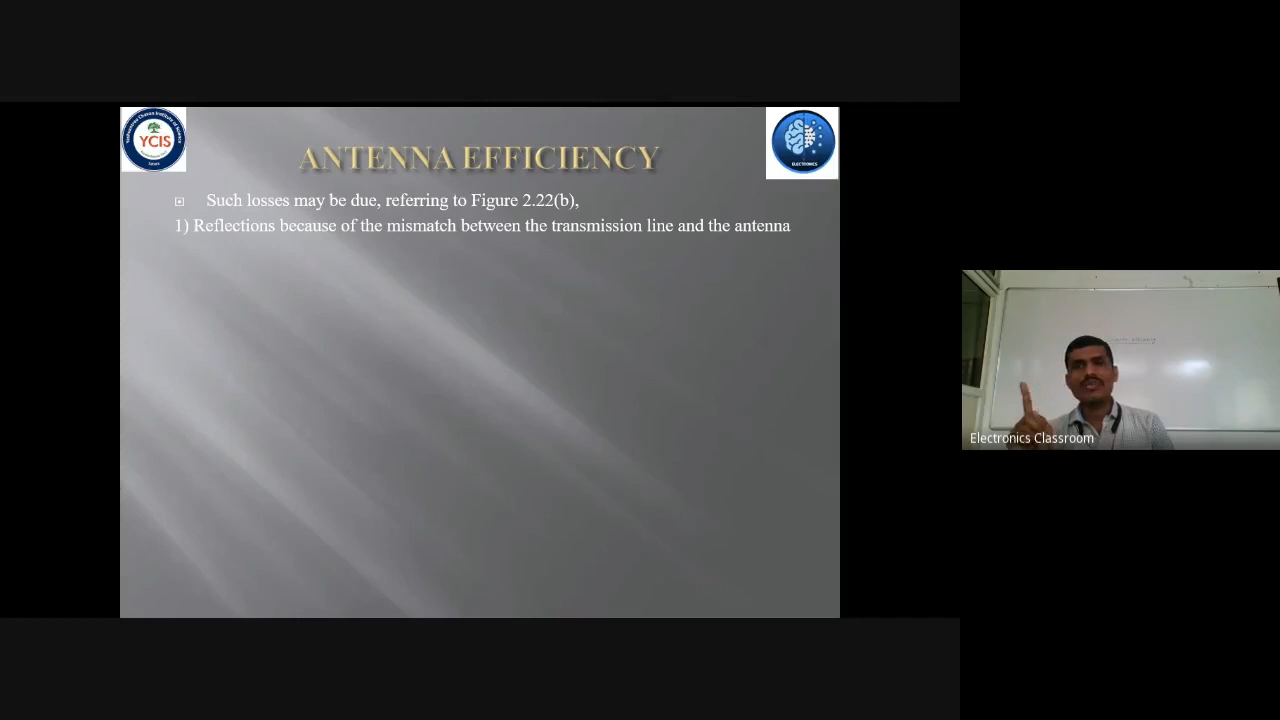 YCIS
ELECTRONICS
ANTENNA EFFICIENCY
Such losses may be due, referring to Figure 2.22(b),
1) Reflections because of the mismatch between the transmission line and the antenna
Electronics Classroom